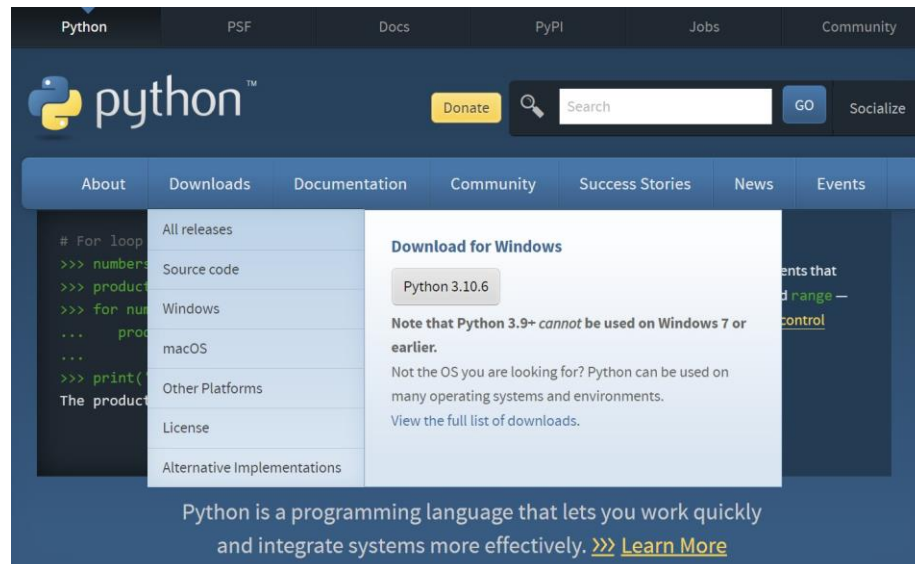 Python PSF Docs PyPI Jobs Community
python™
Donate Search GO Socialize
About Downloads Documentation Community Success Stories News Events
# For loop
>>> numbers
>>> product
>>> for num
... prod
...
>>> print('
The product
All releases
Source code
Windows
macOS
Other Platforms
License
Alternative Implementations
Download for Windows
Python 3.10.6
Note that Python 3.9+ cannot be used on Windows 7 or
earlier.
Not the OS you are looking for? Python can be used on
many operating systems and environments.
View the full list of downloads.
ents that
d range —
control
Python is a programming language that lets you work quickly
and integrate systems more effectively. >>> Learn More